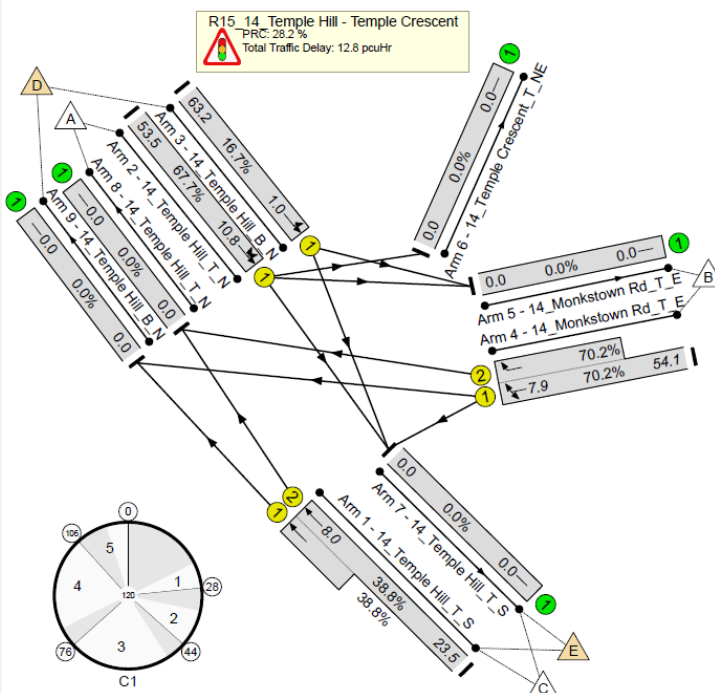 R15_14_Temple Hill - Temple Crescent
PRC: 28.2 %
Total Traffic Delay: 12.8 pcuHr
D
A
63.2 16.7% 1.0
Arm 3 - 14_Temple Hill_B_N
1
53.5 67.7% 10.8
Arm 2 - 14_Temple Hill_T_N
1
1
0.0 0.0% 0.0
Arm 8 - 14_Temple Hill_T_N
1
0.0 0.0% 0.0
Arm 9 - 14_Temple Hill_B_N
1
0.0 0.0% 0.0
Arm 6 - 14_Temple Crescent_T_NE
1
0.0 0.0% 0.0
Arm 5 - 14_Monkstown Rd_T_E
B
Arm 4 - 14_Monkstown Rd_T_E
2 70.2%
1 7.9 70.2% 54.1
0.0 0.0% 0.0
1
Arm 7 - 14_Temple Hill_T_S
Arm 1 - 14_Temple Hill_T_S
1 2
8.0 38.8% 23.5
38.8%
E
C
0
106
5
4
1
28
120
2
76
3
44
C1